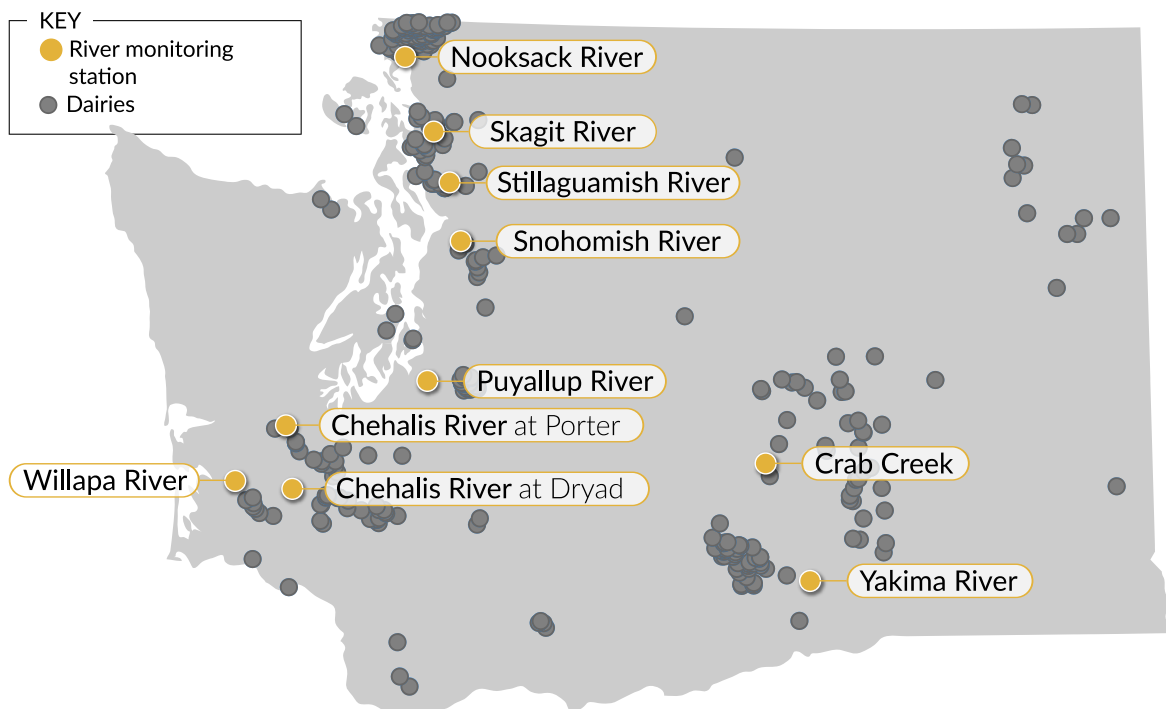 KEY
River monitoring
station
Dairies
Nooksack River
Skagit River
Stillaguamish River
Snohomish River
Puyallup River
Chehalis River at Porter
Willapa River
Chehalis River at Dryad
Crab Creek
Yakima River